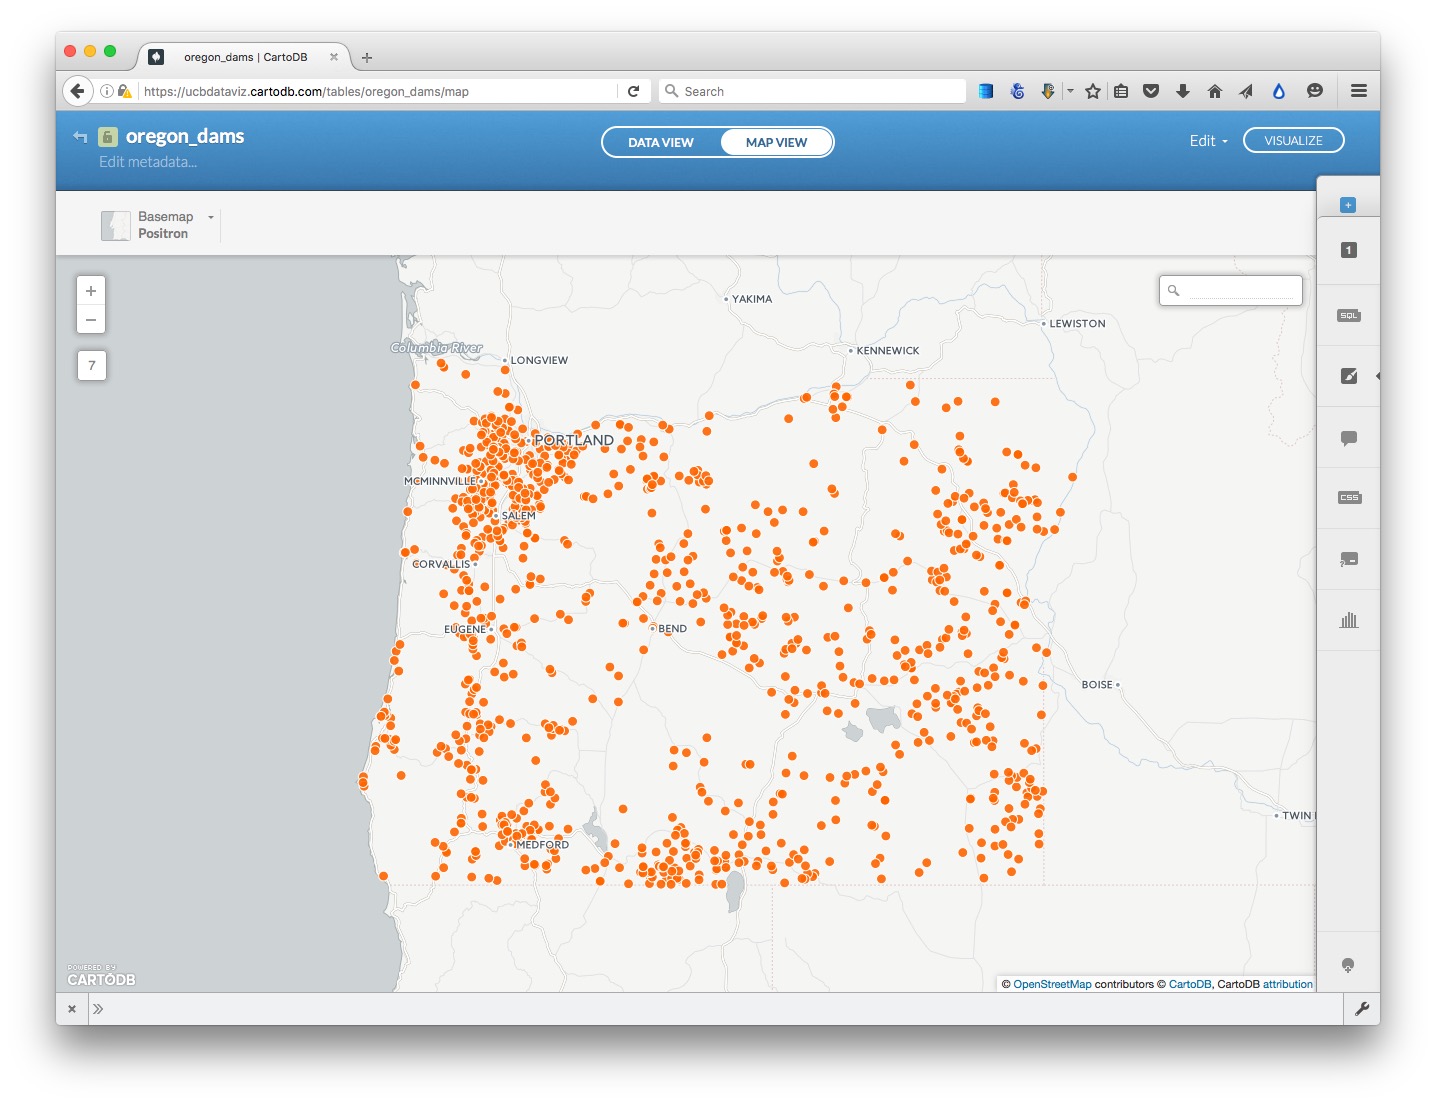 oregon_dams | CartoDB
https://ucbdataviz.cartodb.com/tables/oregon_dams/map
Search
oregon_dams
Edit metadata...
DATA VIEW
MAP VIEW
Edit
VISUALIZE
Basemap
Positron
+
1
SQL
CSS
+
−
7
YAKIMA
LEWISTON
Columbia River
LONGVIEW
KENNEWICK
PORTLAND
MCMINNVILLE
SALEM
CORVALLIS
EUGENE
BEND
BOISE
TWIN
MEDFORD
POWERED BY
CARTODB
© OpenStreetMap contributors © CartoDB, CartoDB attribution